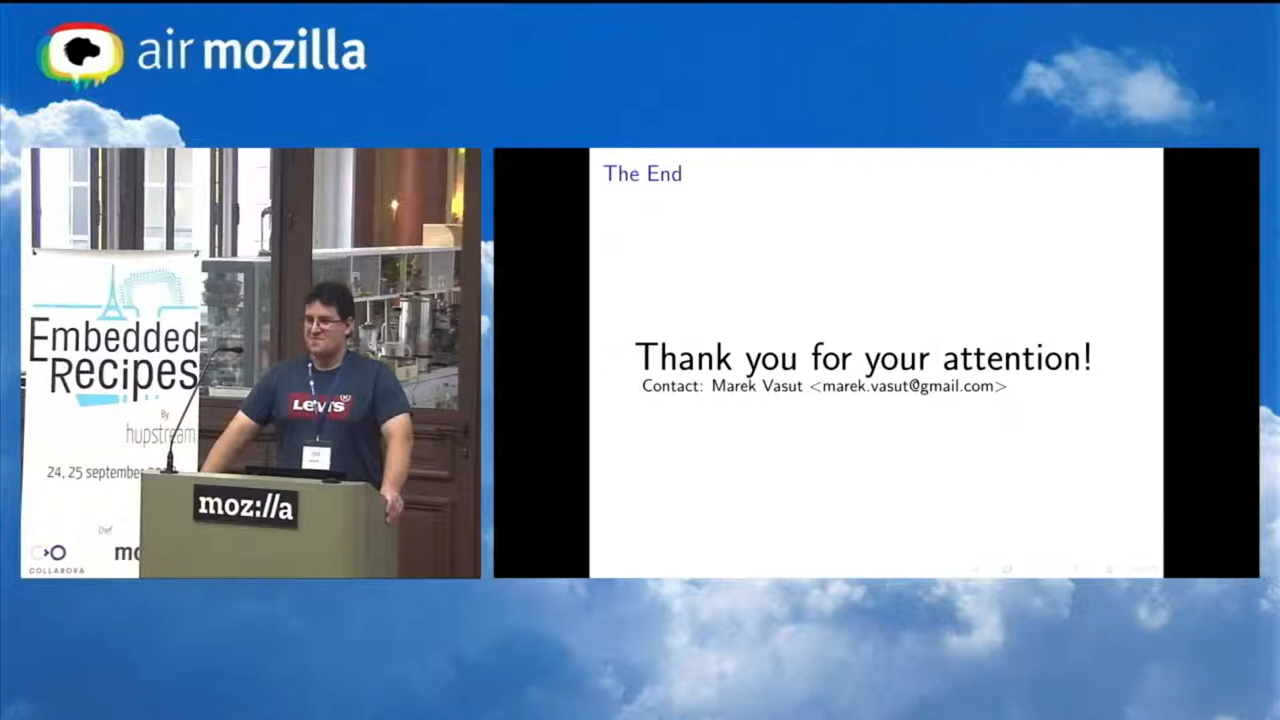 air mozilla
The End
Thank you for your attention!
Contact: Marek Vasut <marek.vasut@gmail.com>
Embedded
Recipes
By
hupstream
24, 25 september
Chef
COLLABORA
LEVI'S
moz://a